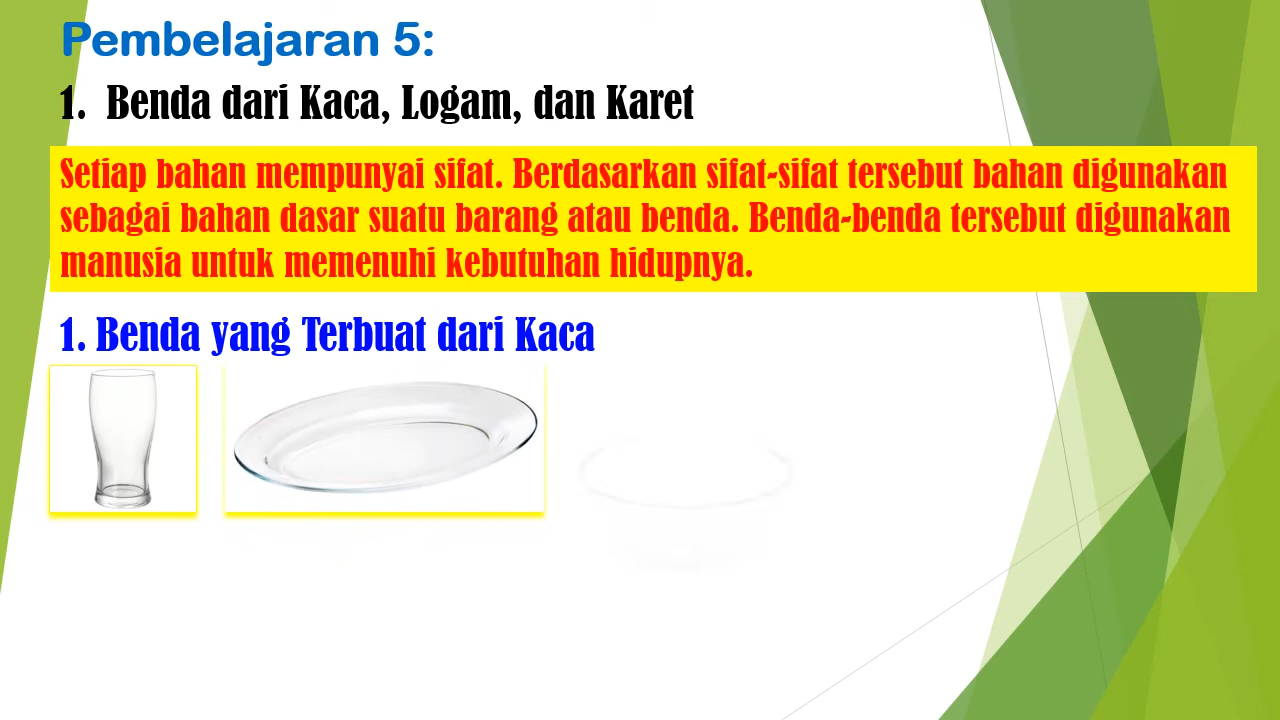 Pembelajaran 5:
1. Benda dari Kaca, Logam, dan Karet
Setiap bahan mempunyai sifat. Berdasarkan sifat-sifat tersebut bahan digunakan
sebagai bahan dasar suatu barang atau benda. Benda-benda tersebut digunakan
manusia untuk memenuhi kebutuhan hidupnya.
1. Benda yang Terbuat dari Kaca